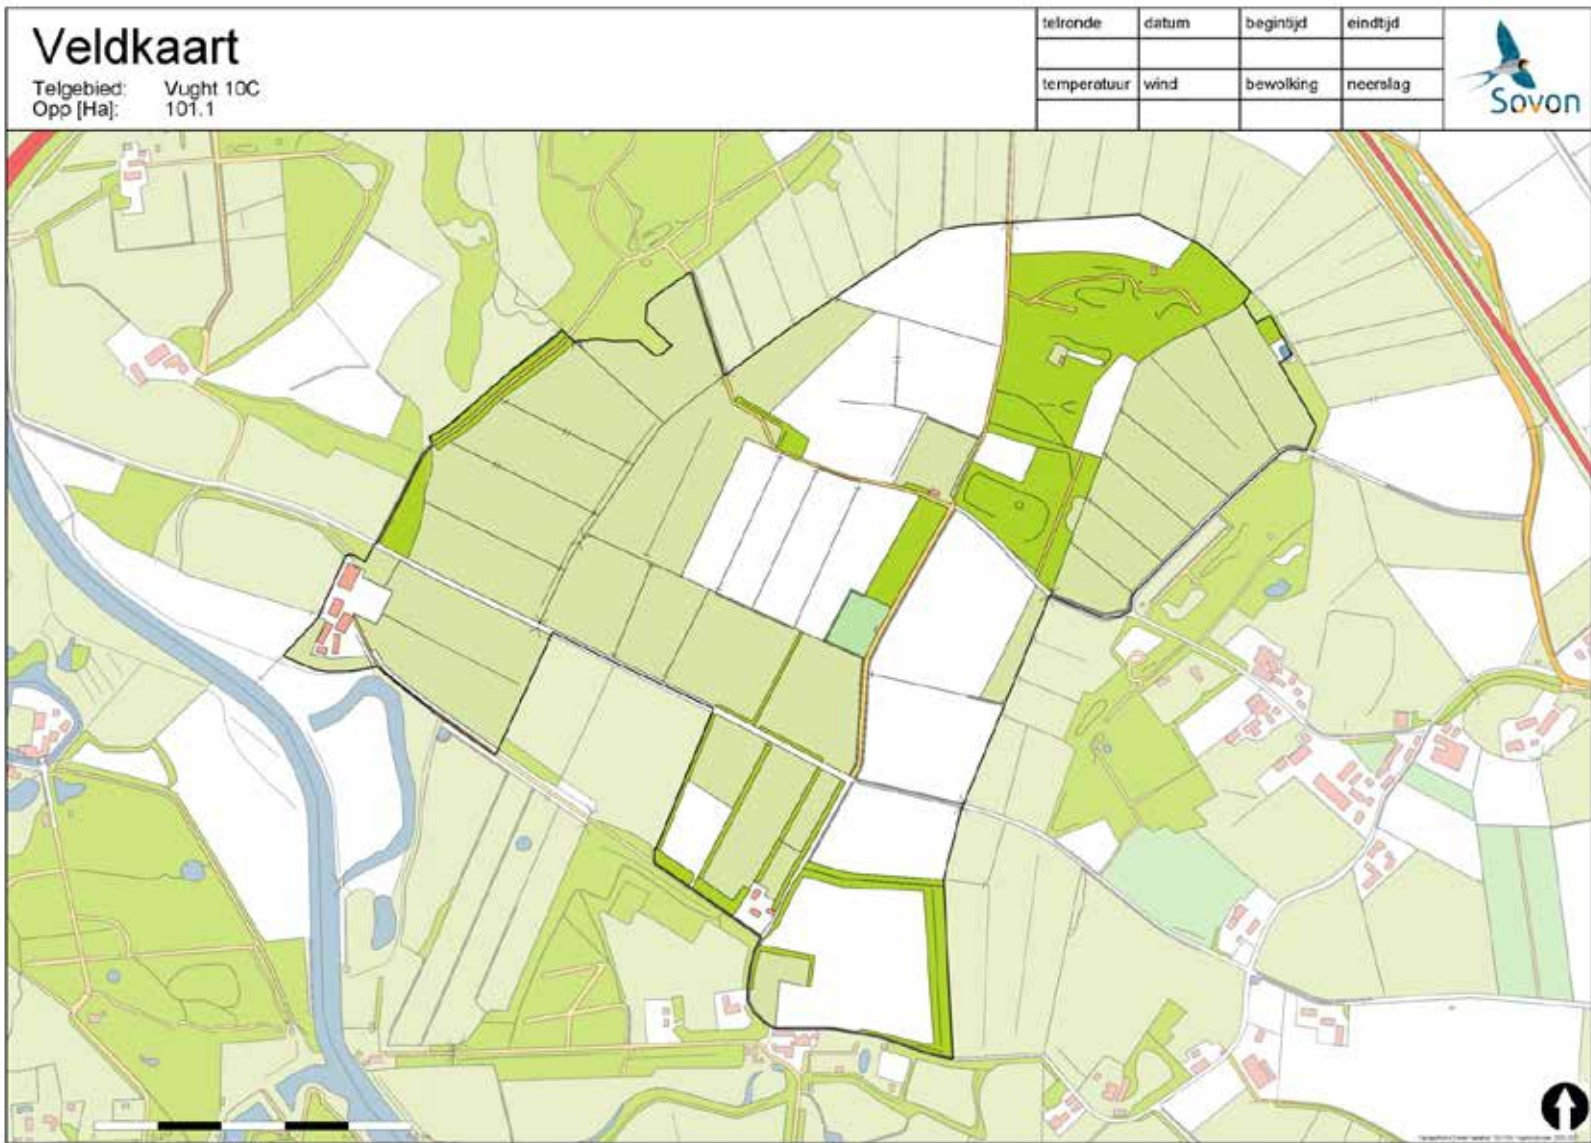 Veldkaart
Telgebied: Vught 10C
Opp [Ha]: 101.1
telronde datum begintijd eindtijd
temperatuur wind bewolking neerslag
Sovon